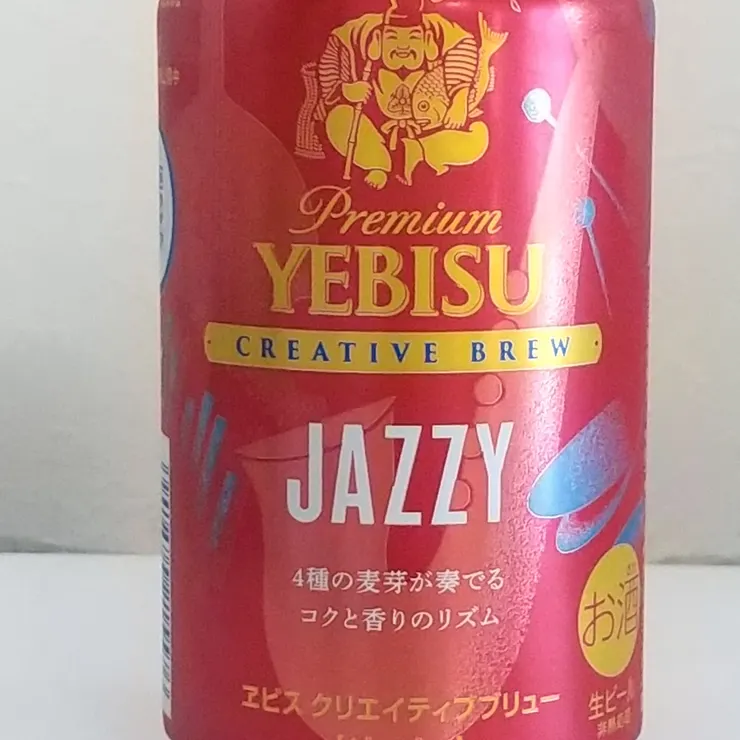 Premium
YEBISU
CREATIVE BREW
JAZZY
4種の麦芽が奏でる
コクと香りのリズム
お酒
ヱビス クリエイティブブリュー
生ビール